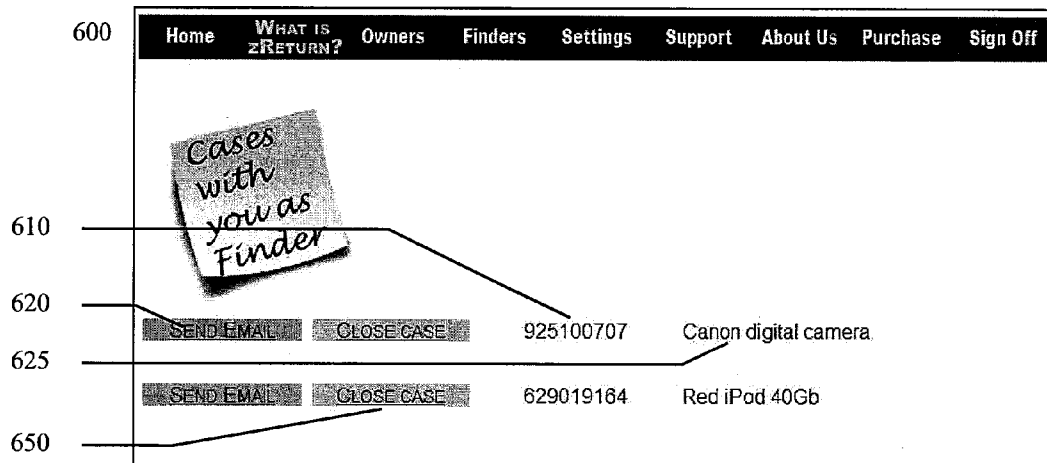 600
Home WHAT IS ZRETURN? Owners Finders Settings Support About Us Purchase Sign Off
Cases
with
you as
Finder
610
620
SEND EMAIL CLOSE CASE 925100707 Canon digital camera
625
SEND EMAIL CLOSE CASE 629019164 Red iPod 40Gb
650